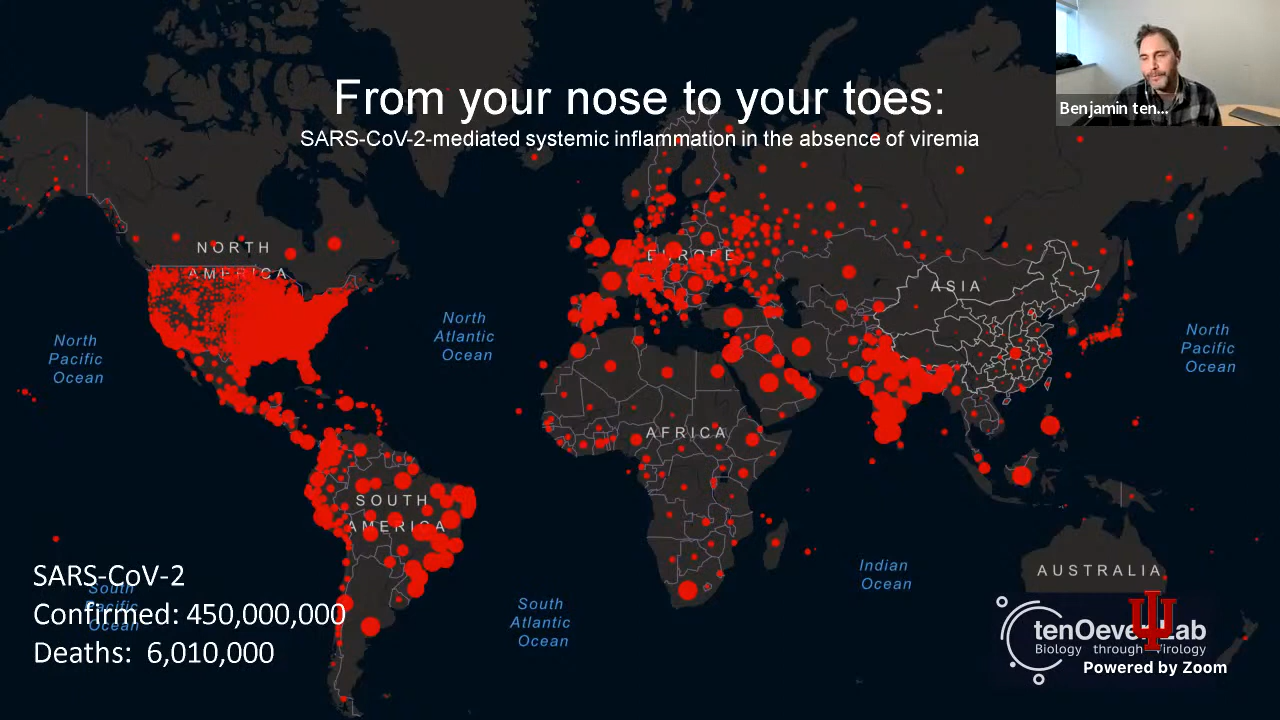 From your nose to your toes:
SARS-CoV-2-mediated systemic inflammation in the absence of viremia
Benjamin ten...
NORTH
AMERICA
EUROPE
ASIA
North
Pacific
Ocean
North
Atlantic
Ocean
North
Pacific
Ocean
AFRICA
SOUTH
AMERICA
Indian
Ocean
AUSTRALIA
SARS-CoV-2
South
Pacific
Ocean
Confirmed: 450,000,000
Deaths: 6,010,000
South
Atlantic
Ocean
tenOever Lab
Biology through Virology
Powered by Zoom